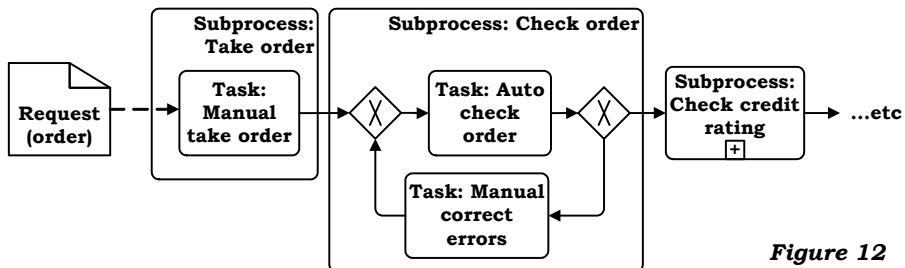 Subprocess:
Take order
Subprocess: Check order
Request
(order)
Task:
Manual
take order
X
Task: Auto
check
order
X
Task: Manual
correct
errors
Subprocess:
Check credit
rating
+
...etc
Figure 12